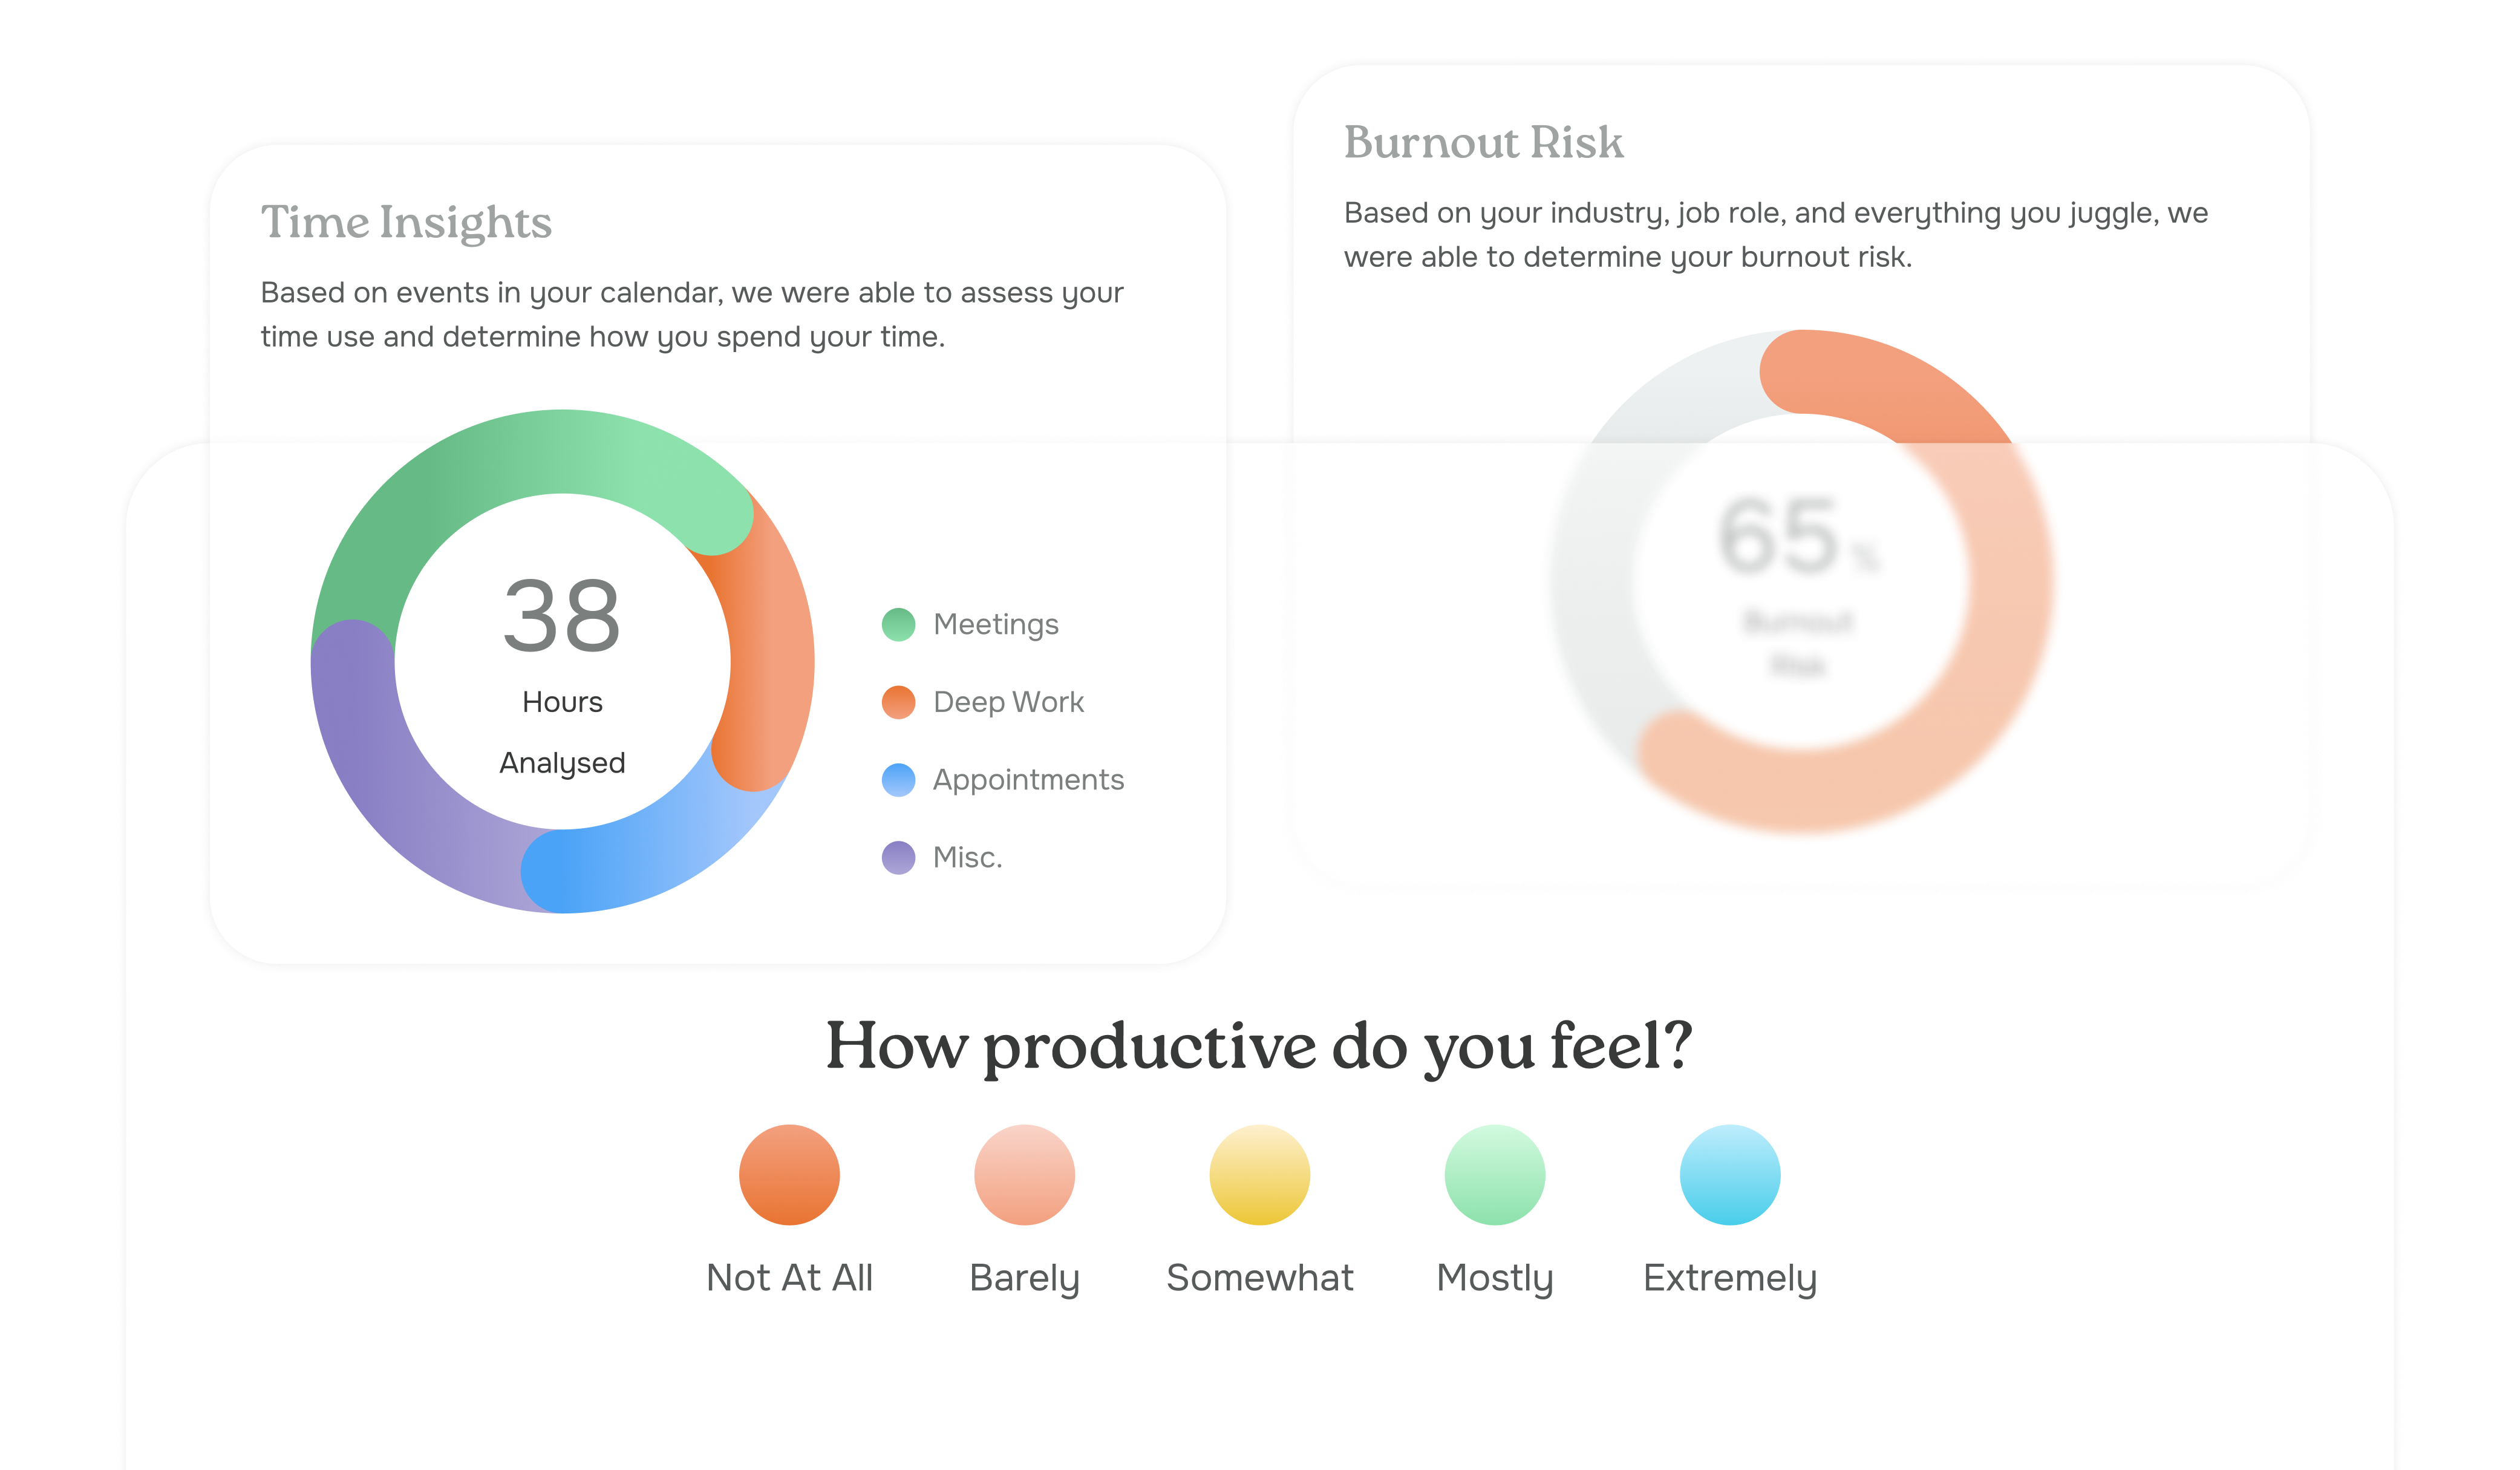 Time Insights
Based on events in your calendar, we were able to assess your
time use and determine how you spend your time.
38
Hours
Analysed
Meetings
Deep Work
Appointments
Misc.
Burnout Risk
Based on your industry, job role, and everything you juggle, we
were able to determine your burnout risk.
65 %
Burnout
Risk
How productive do you feel?
Not At All
Barely
Somewhat
Mostly
Extremely